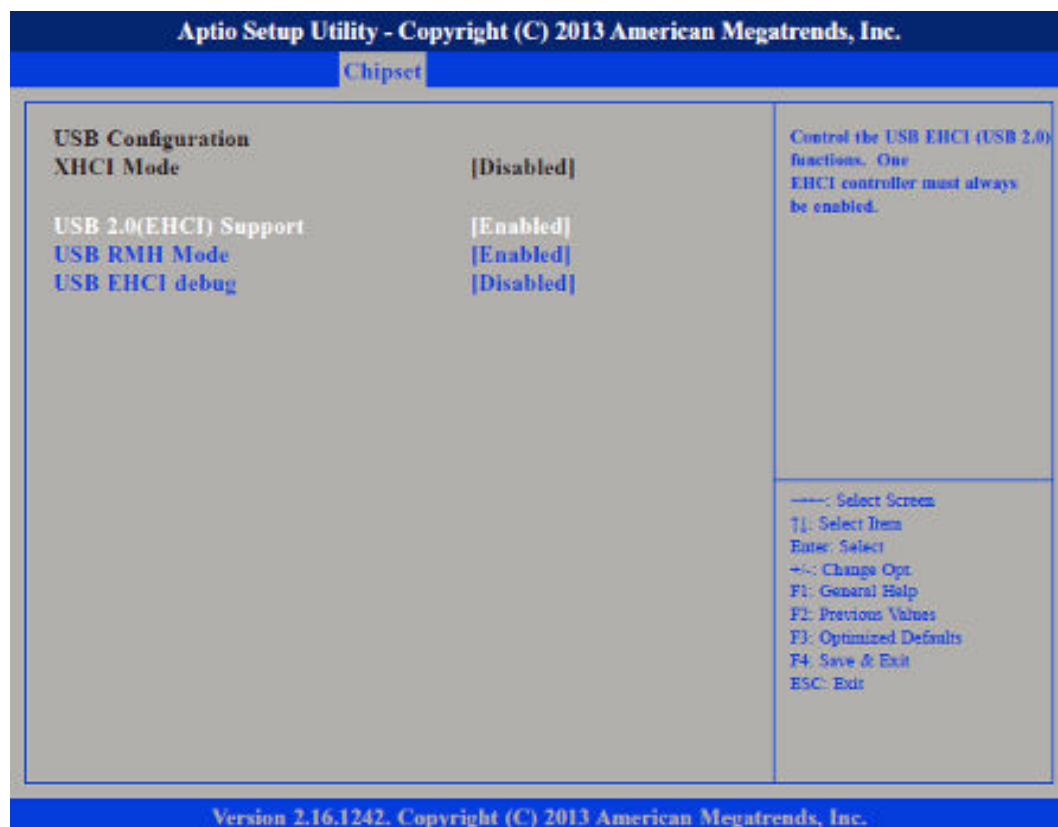 Aptio Setup Utility - Copyright (C) 2013 American Megatrends, Inc.
Chipset
USB Configuration
XHCI Mode [Disabled]
USB 2.0(EHCI) Support [Enabled]
USB RMH Mode [Enabled]
USB EHCI debug [Disabled]
Control the USB EHCI (USB 2.0)
functions. One
EHCI controller must always
be enabled.
: Select Screen
↑↓: Select Item
Enter: Select
+/-: Change Opt.
F1: General Help
F2: Previous Values
F3: Optimized Defaults
F4: Save & Exit
ESC: Exit
Version 2.16.1242. Copyright (C) 2013 American Megatrends, Inc.